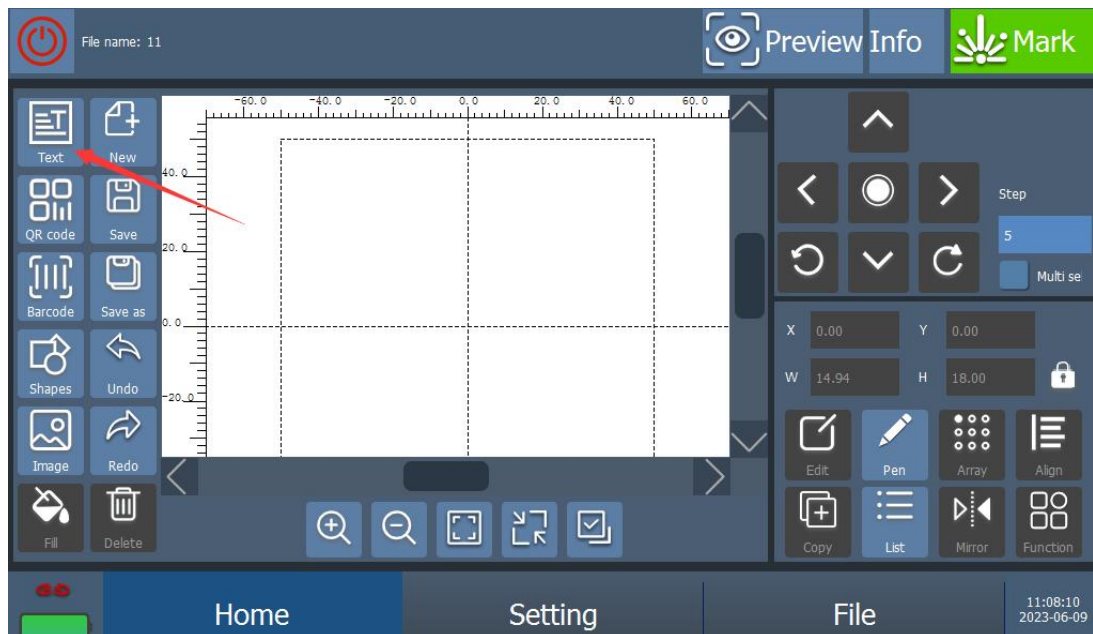 File name: 11
Preview
Info
Mark
Text
New
QR code
Save
Barcode
Save as
Shapes
Undo
Image
Redo
Fill
Delete
-60.0 -40.0 -20.0 0.0 20.0 40.0 60.0
40.0
20.0
0.0
-20.0
Step
5
Multi se
X 0.00 Y 0.00
W 14.94 H 18.00
Edit Pen Array Align
Copy List Mirror Function
Home Setting File
11:08:10
2023-06-09